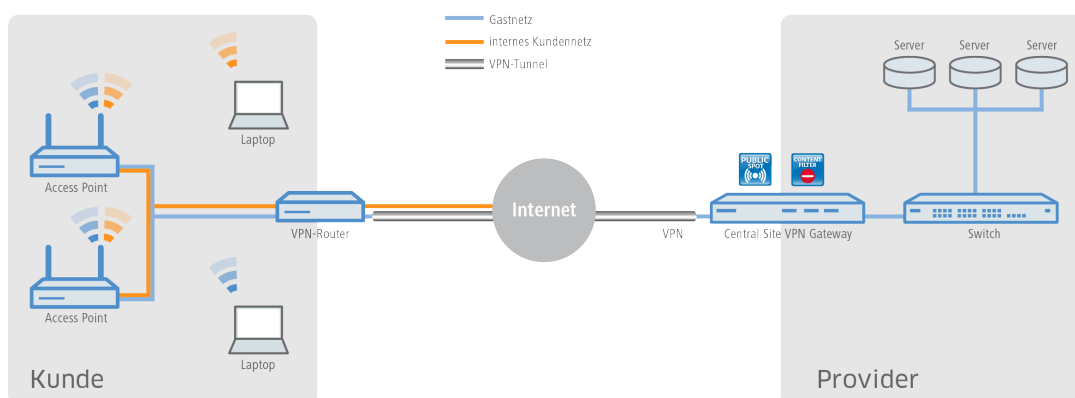 Gastnetz
internes Kundennetz
VPN-Tunnel
Server
Server
Server
Laptop
PUBLIC
SPOT
CONTENT
FILTER
Access Point
Internet
VPN-Router
VPN
Central Site VPN Gateway
Switch
Access Point
Laptop
Kunde
Provider